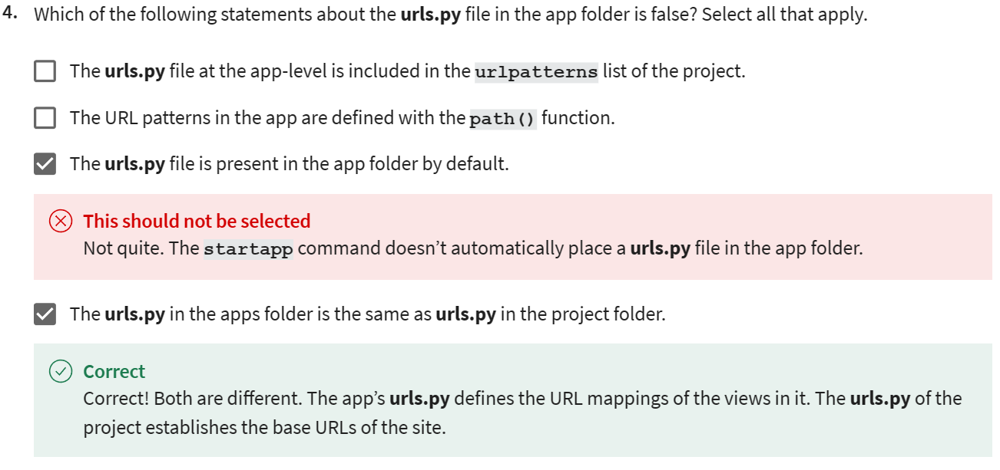 4. Which of the following statements about the urls.py file in the app folder is false? Select all that apply.
The urls.py file at the app-level is included in the urlpatterns list of the project.
The URL patterns in the app are defined with the path() function.
The urls.py file is present in the app folder by default.
This should not be selected
Not quite. The startapp command doesn’t automatically place a urls.py file in the app folder.
The urls.py in the apps folder is the same as urls.py in the project folder.
Correct
Correct! Both are different. The app’s urls.py defines the URL mappings of the views in it. The urls.py of the
project establishes the base URLs of the site.